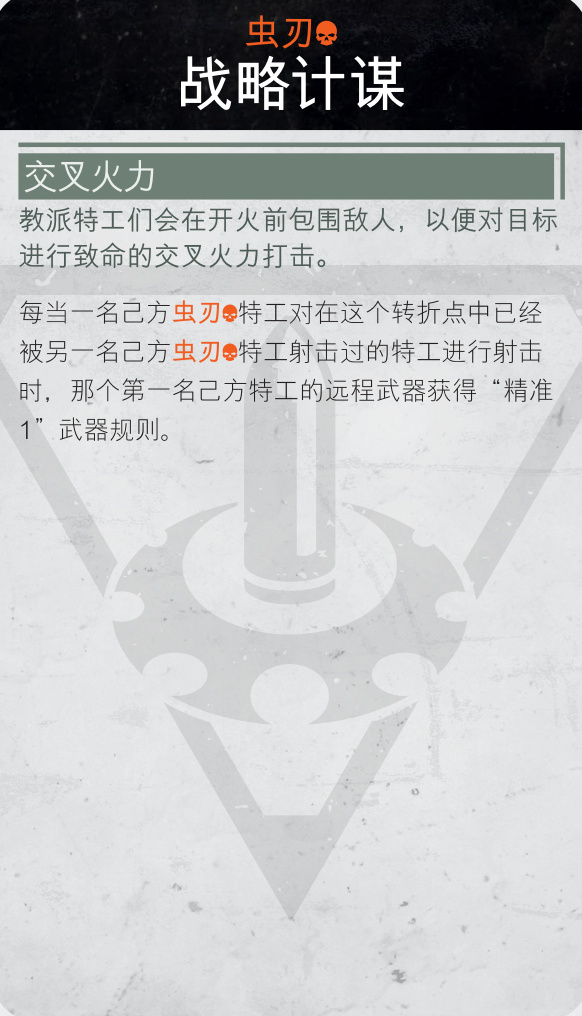 虫刃
战略计谋
交叉火力
教派特工们会在开火前包围敌人，以便对目标
进行致命的交叉火力打击。
每当一名己方虫刃特工对在这个转折点中已经
被另一名己方虫刃特工射击过的特工进行射击
时，那个第一名己方特工的远程武器获得“精准
1”武器规则。